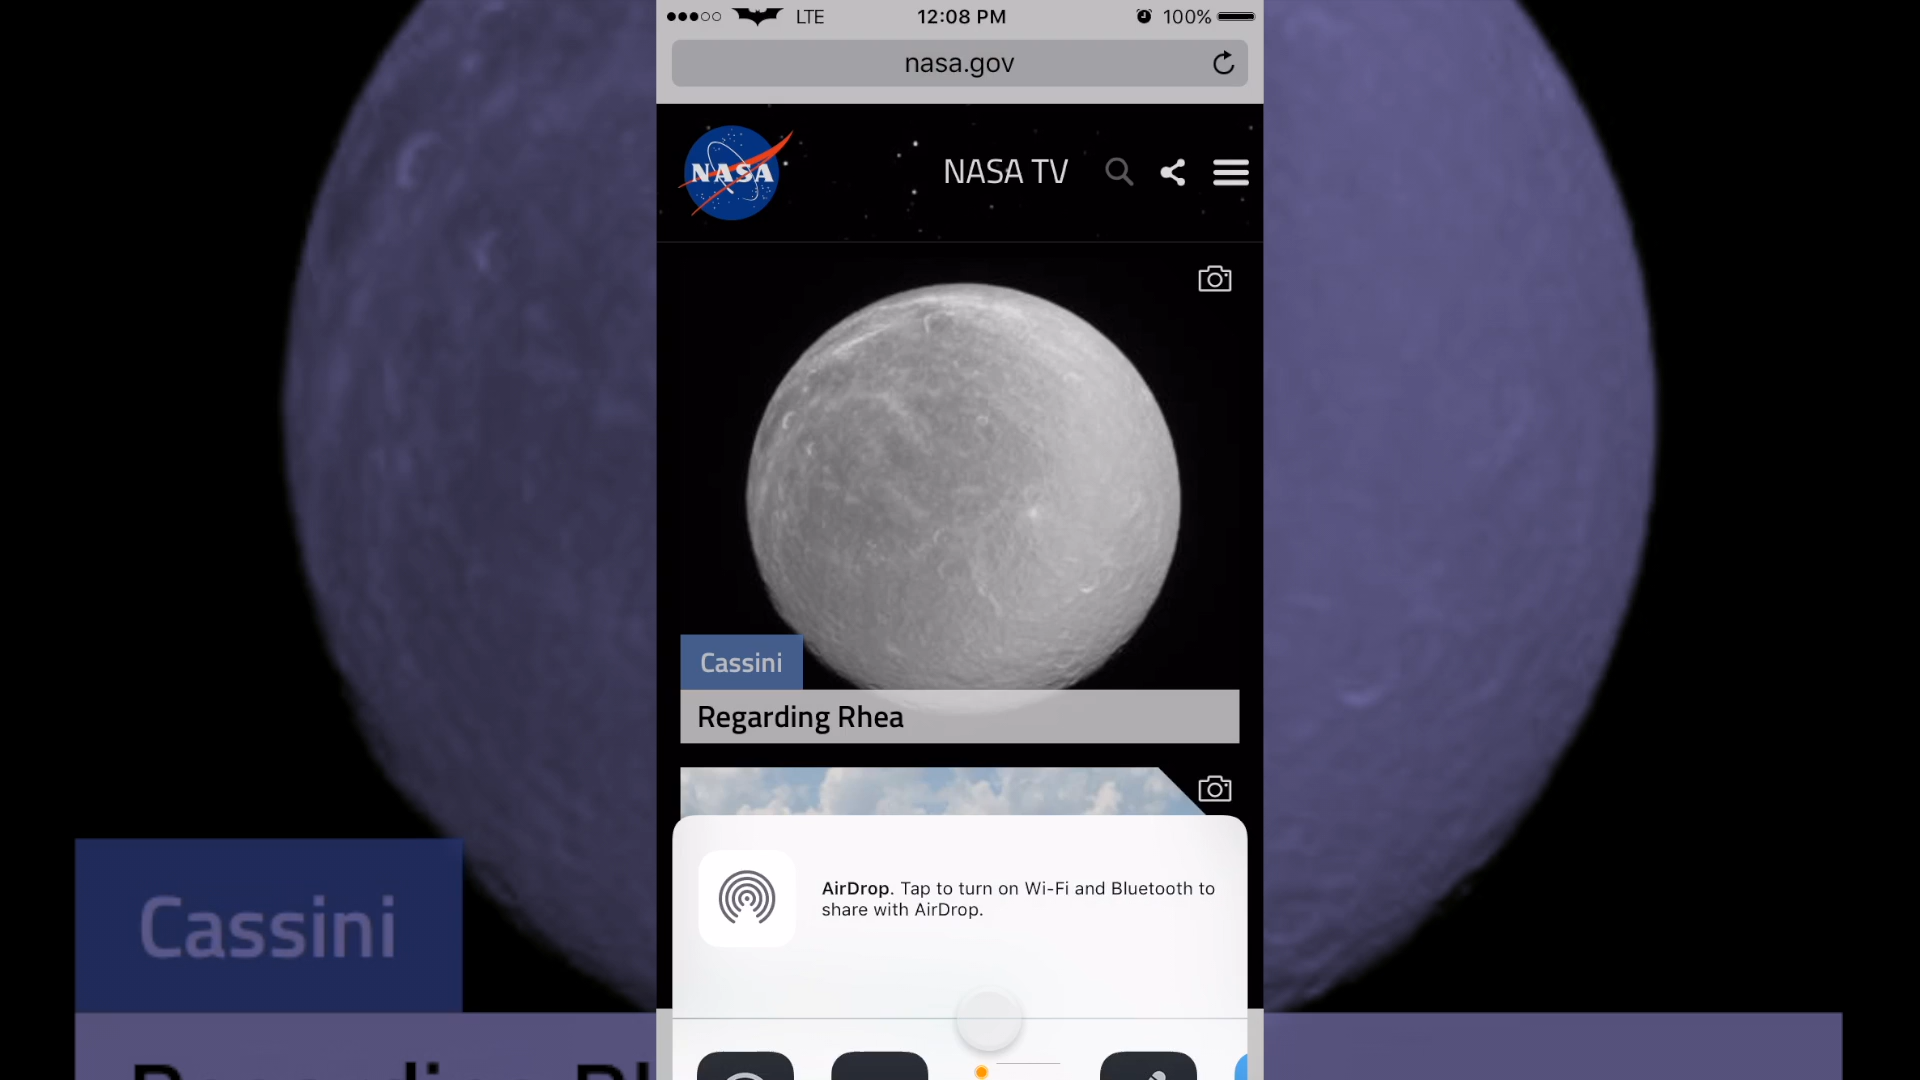 LTE 12:08 PM 100%
nasa.gov
NASA NASA TV
Cassini
Regarding Rhea
AirDrop. Tap to turn on Wi-Fi and Bluetooth to
share with AirDrop.
Cassini